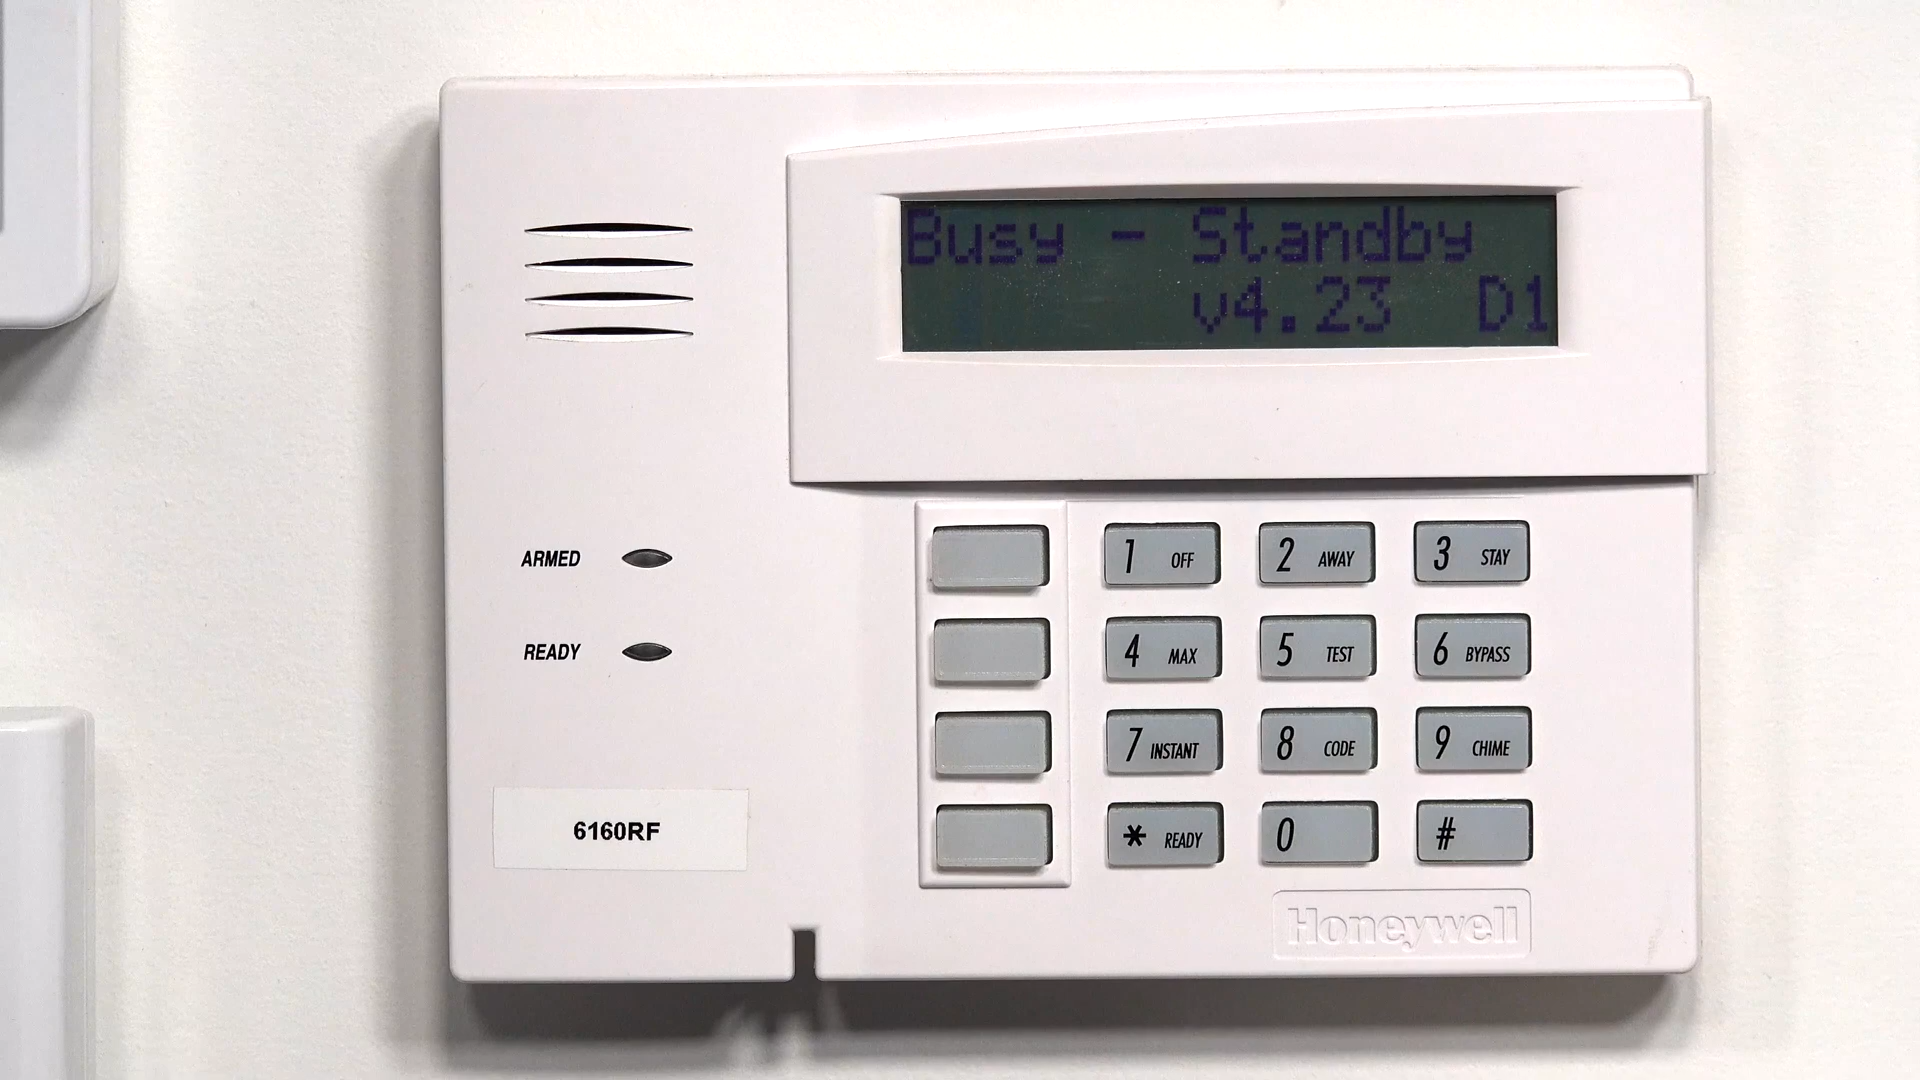 Busy - Standby
v4.23 D1
ARMED
READY
6160RF
1 OFF
2 AWAY
3 STAY
4 MAX
5 TEST
6 BYPASS
7 INSTANT
8 CODE
9 CHIME
* READY
0
#
Honeywell